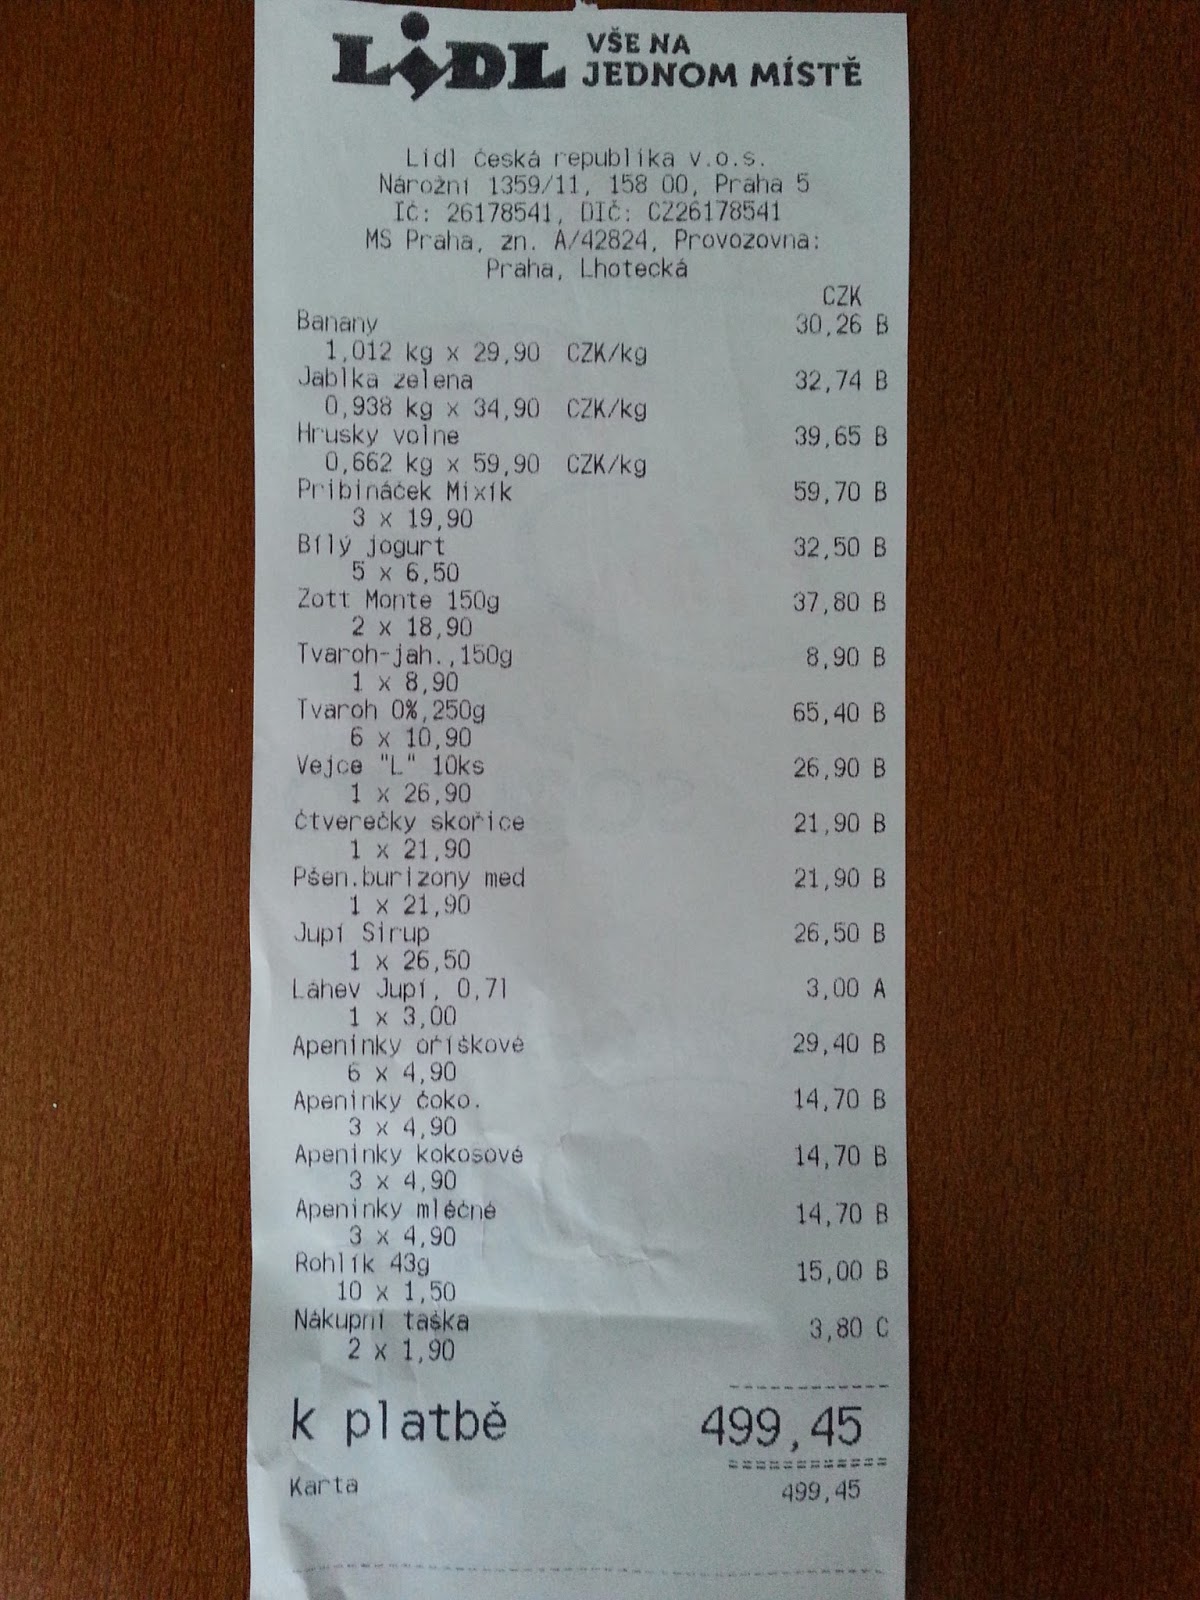 LIDL VŠE NA
JEDNOM MÍSTĚ
Lidl česká republika v.o.s.
Nárožní 1359/11, 158 00, Praha 5
IČ: 26178541, DIČ: CZ26178541
MS Praha, zn. A/42824, Provozovna:
Praha, Lhotecká
CZK
Banany 30,26 B
1,012 kg x 29,90 CZK/kg
Jablka zelena 32,74 B
0,938 kg x 34,90 CZK/kg
Hrusky volne 39,65 B
0,662 kg x 59,90 CZK/kg
Pribináček Mixík 59,70 B
3 x 19,90
Bílý jogurt 32,50 B
5 x 6,50
Zott Monte 150g 37,80 B
2 x 18,90
Tvaroh-jah.,150g 8,90 B
1 x 8,90
Tvaroh 0%,250g 65,40 B
6 x 10,90
Vejce "L" 10ks 26,90 B
1 x 26,90
čtverečky skořice 21,90 B
1 x 21,90
Pšen.burizony med 21,90 B
1 x 21,90
Jupí Sirup 26,50 B
1 x 26,50
Láhev Jupí, 0,7l 3,00 A
1 x 3,00
Apeninky oříškové 29,40 B
6 x 4,90
Apeninky čoko. 14,70 B
3 x 4,90
Apeninky kokosové 14,70 B
3 x 4,90
Apeninky mléčné 14,70 B
3 x 4,90
Rohlík 43g 15,00 B
10 x 1,50
Nákupní taška 3,80 C
2 x 1,90
k platbě 499,45
Karta 499,45